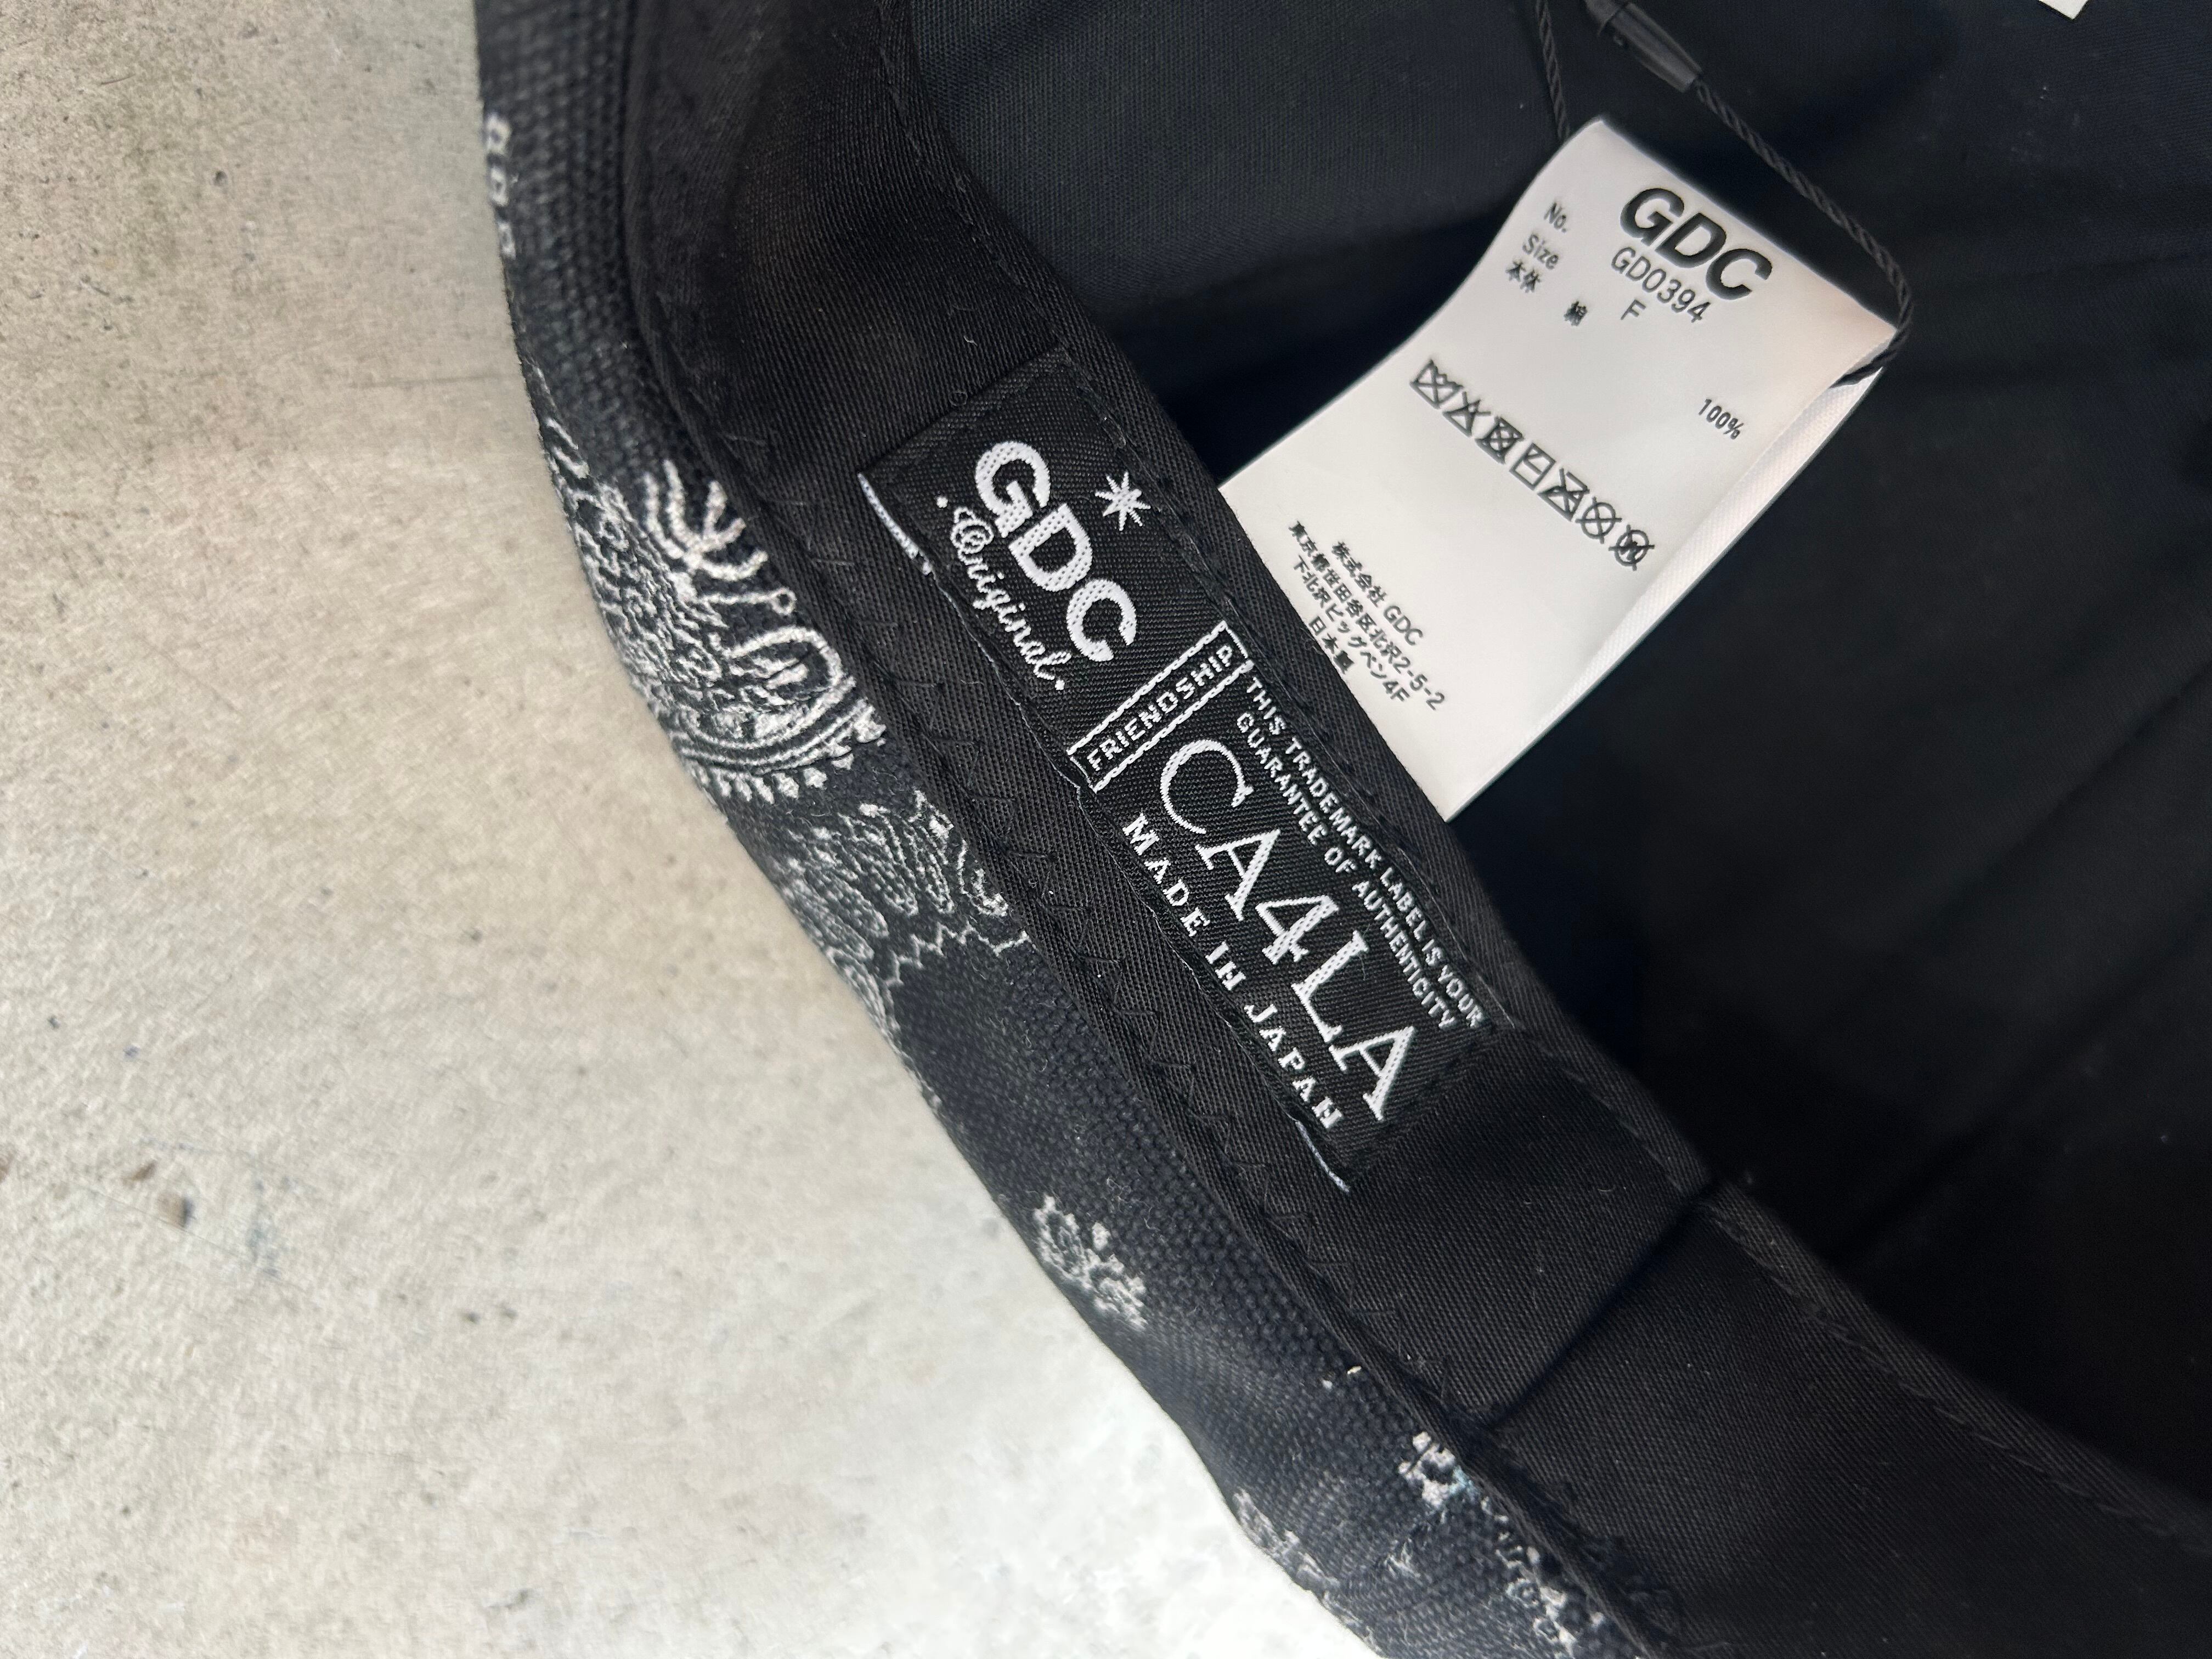 GDC
No. GD0394
Size F
本体 綿 100%
株式会社 GDC
東京都世田谷区北沢2-5-2
下北沢ビッグベン4F
日本製
GDC
Original.
FRIENDSHIP
THIS TRADEMARK LABEL IS YOUR
GUARANTEE OF AUTHENTICITY
CA4LA
MADE IN JAPAN